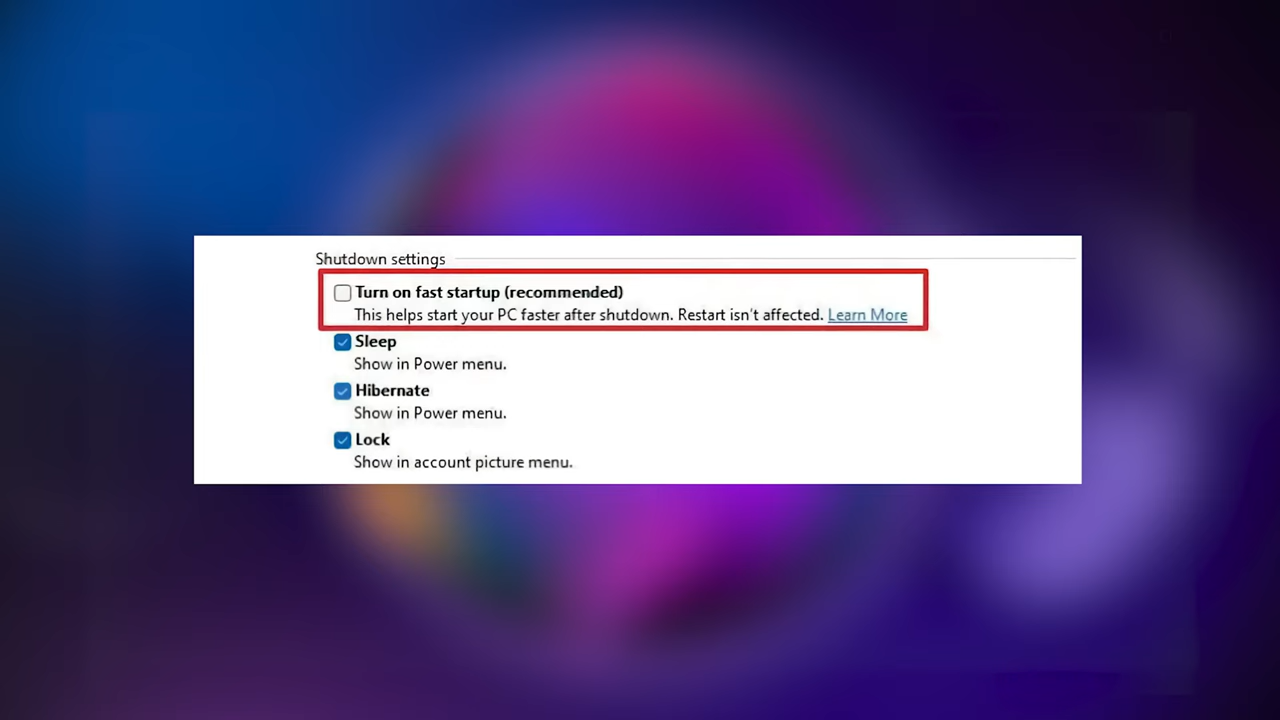 Shutdown settings
Turn on fast startup (recommended)
This helps start your PC faster after shutdown. Restart isn't affected. Learn More
Sleep
Show in Power menu.
Hibernate
Show in Power menu.
Lock
Show in account picture menu.